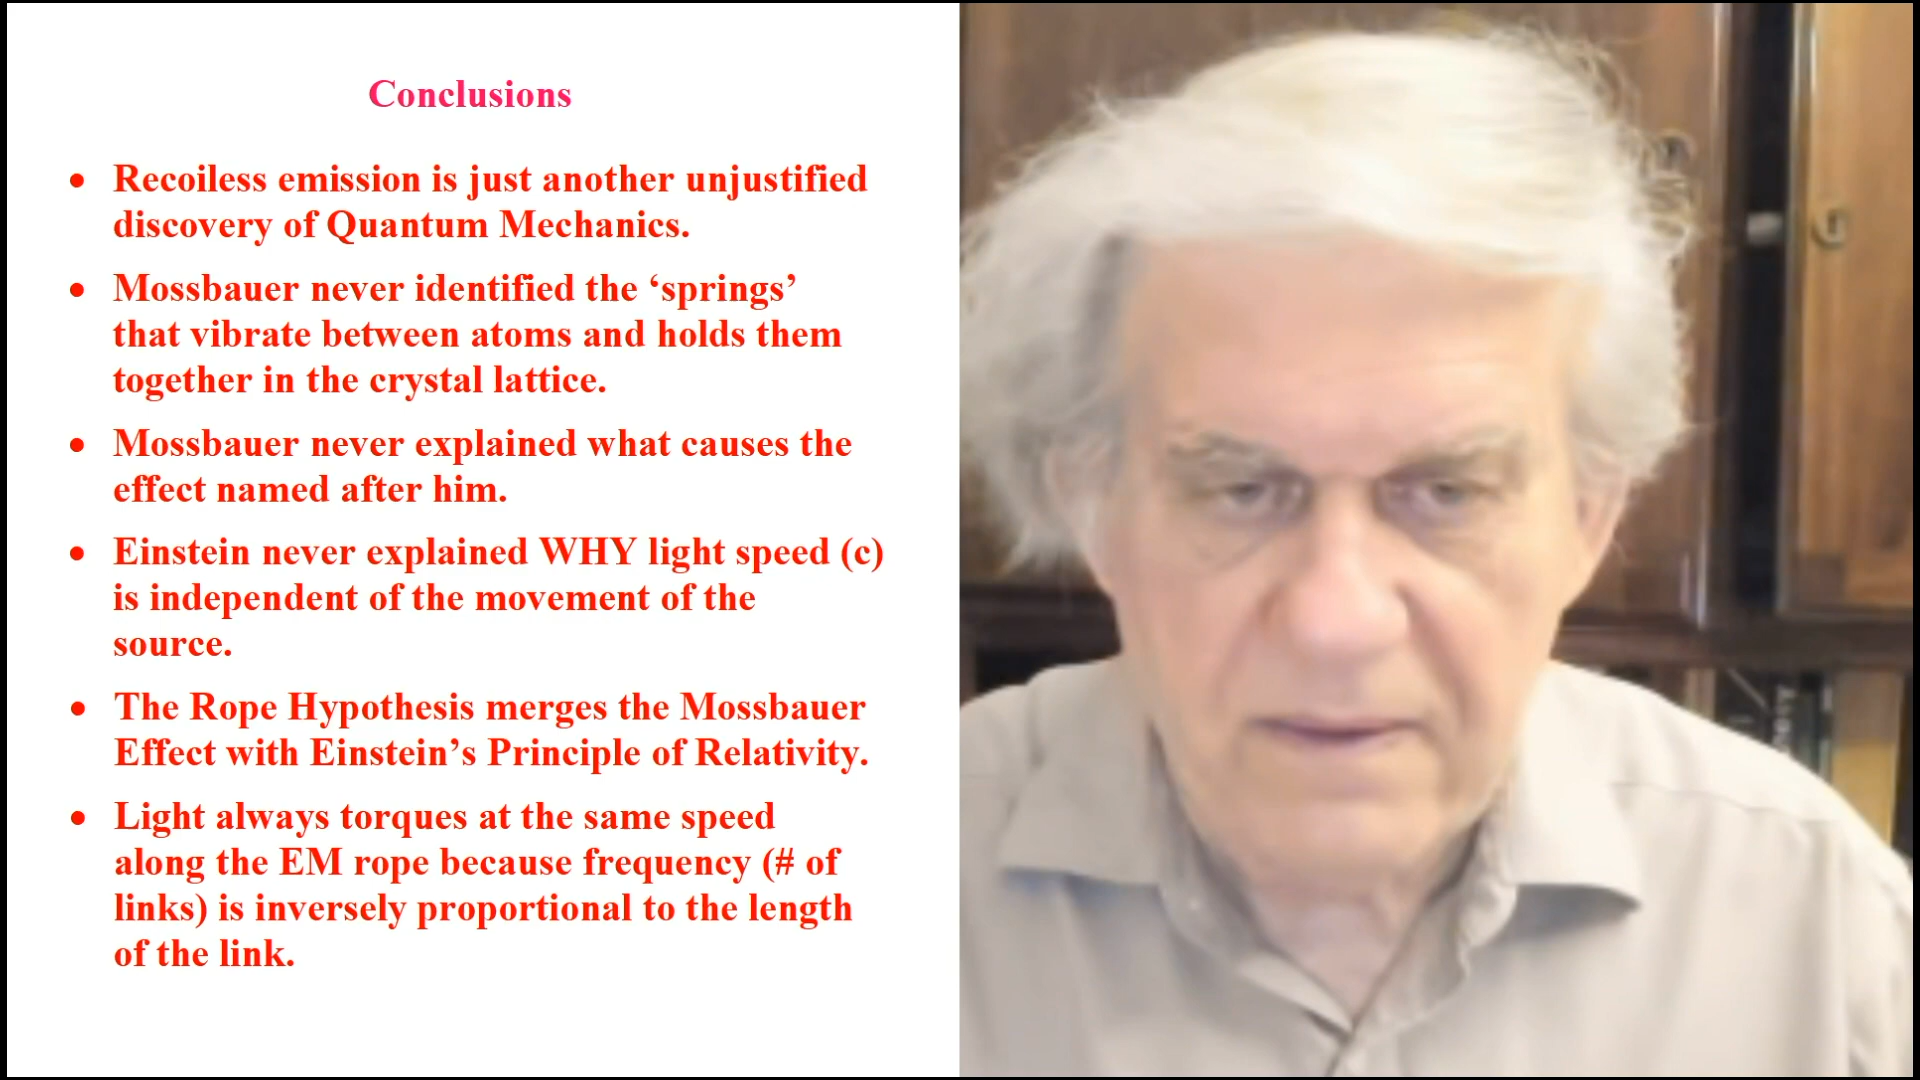 Conclusions
• Recoiless emission is just another unjustified
discovery of Quantum Mechanics.
• Mossbauer never identified the ‘springs’
that vibrate between atoms and holds them
together in the crystal lattice.
• Mossbauer never explained what causes the
effect named after him.
• Einstein never explained WHY light speed (c)
is independent of the movement of the
source.
• The Rope Hypothesis merges the Mossbauer
Effect with Einstein’s Principle of Relativity.
• Light always torques at the same speed
along the EM rope because frequency (# of
links) is inversely proportional to the length
of the link.